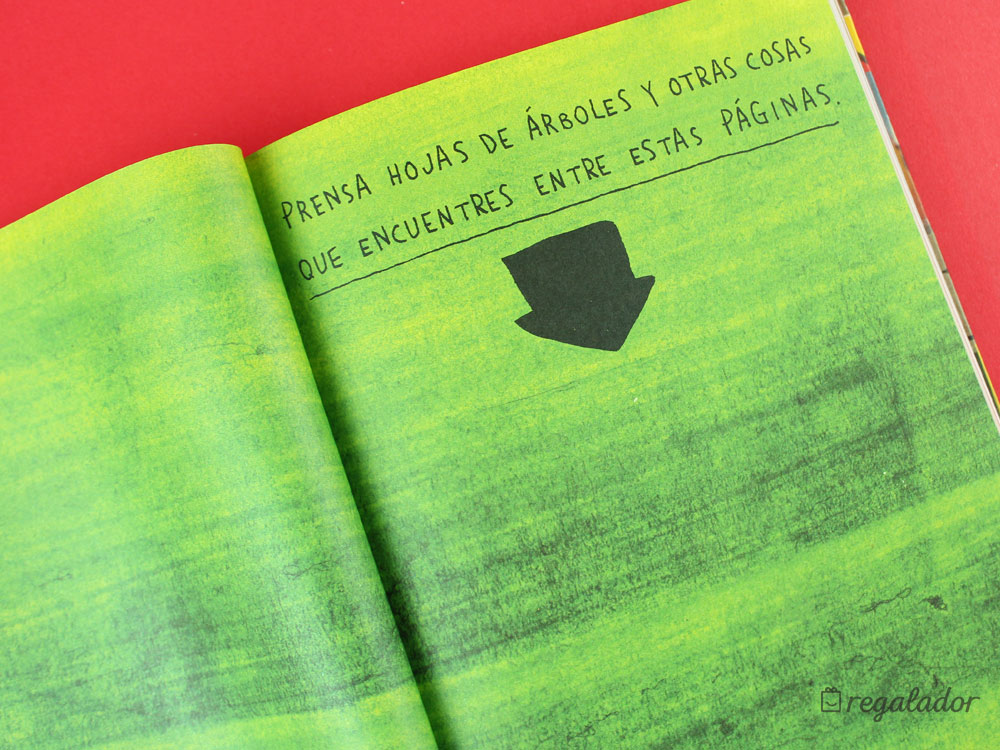 PRENSA HOJAS DE ÁRBOLES Y OTRAS COSAS
QUE ENCUENTRES ENTRE ESTAS PÁGINAS.
regalador